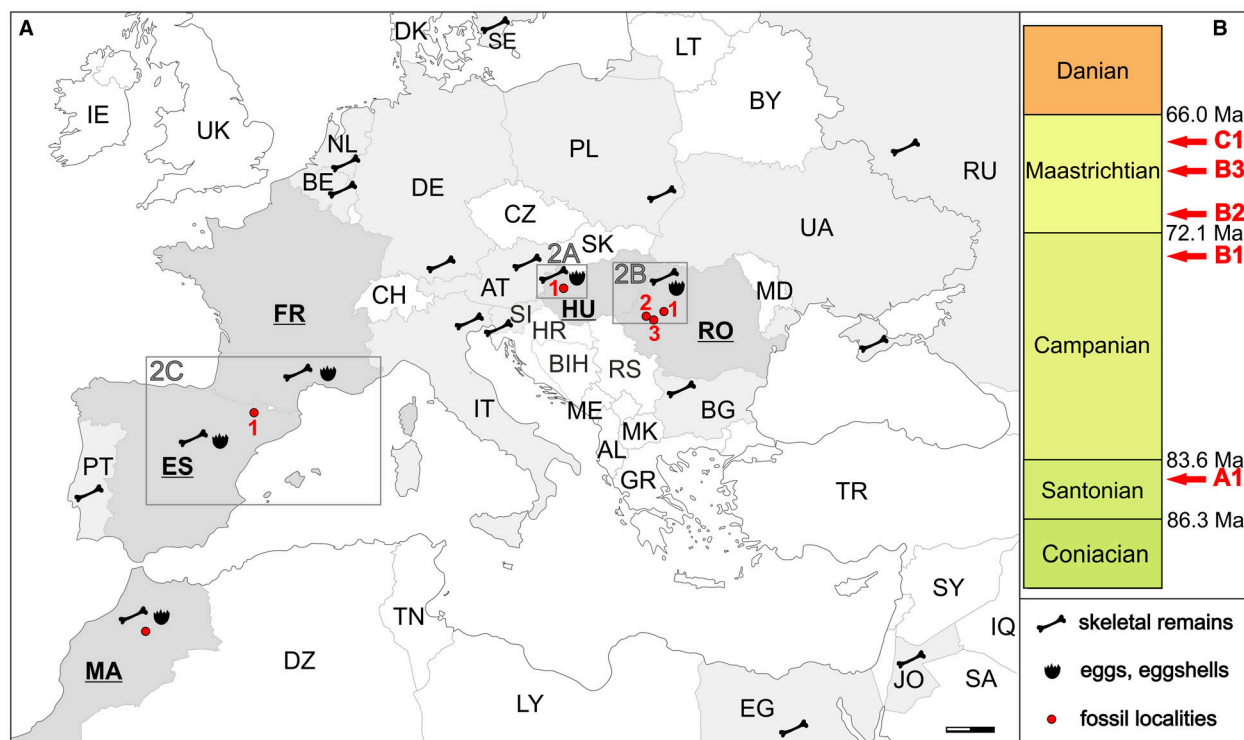 A
IE
UK
DK
SE
LT
BY
NL
BE
DE
PL
RU
CZ
SK
UA
2A
2B
AT
1
HU
MD
CH
FR
SI
HR
2
1
3
RO
BIH
RS
2C
IT
ME
BG
1
MK
AL
PT
ES
GR
TR
MA
TN
DZ
LY
EG
SY
IQ
JO
SA
B
Danian
66.0 Ma
C1
Maastrichtian
B3
B2
72.1 Ma
B1
Campanian
83.6 Ma
A1
Santonian
86.3 Ma
Coniacian
skeletal remains
eggs, eggshells
fossil localities